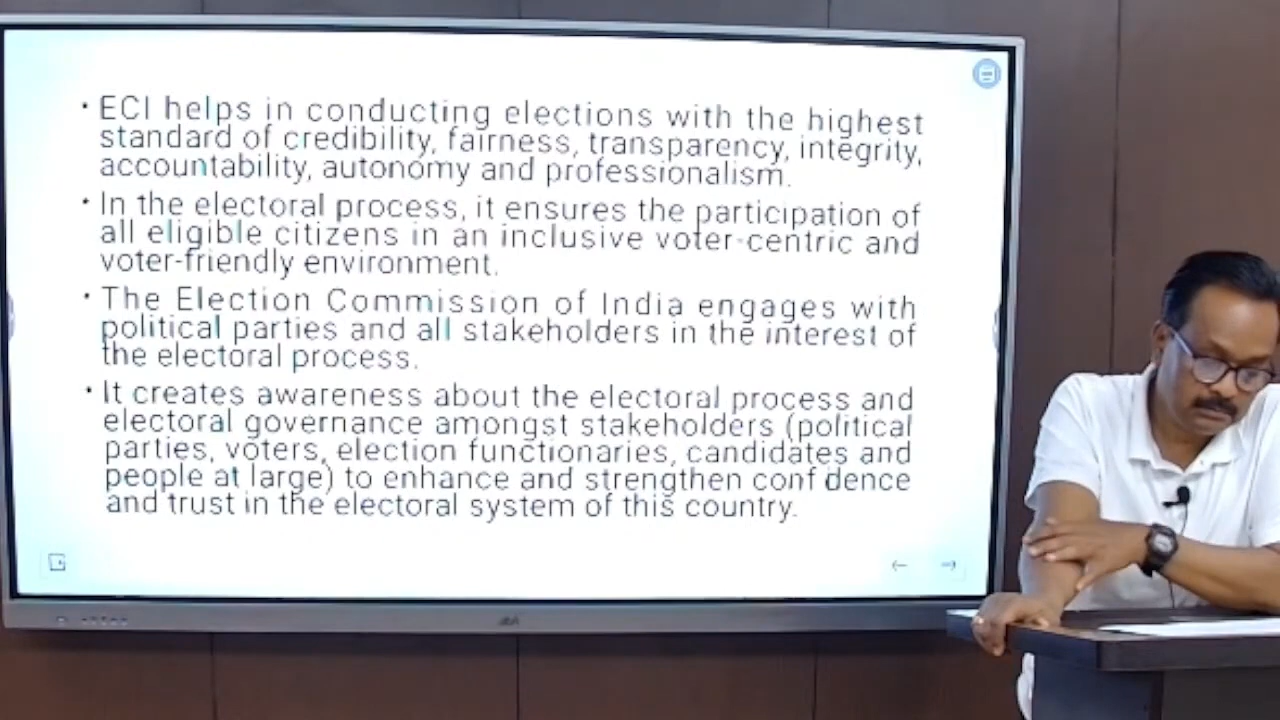 • ECI helps in conducting elections with the highest
standard of credibility, fairness, transparency, integrity,
accountability, autonomy and professionalism.
• In the electoral process, it ensures the participation of
all eligible citizens in an inclusive voter-centric and
voter-friendly environment.
• The Election Commission of India engages with
political parties and all stakeholders in the interest of
the electoral process.
• It creates awareness about the electoral process and
electoral governance amongst stakeholders (political
parties, voters, election functionaries, candidates and
people at large) to enhance and strengthen confidence
and trust in the electoral system of this country.